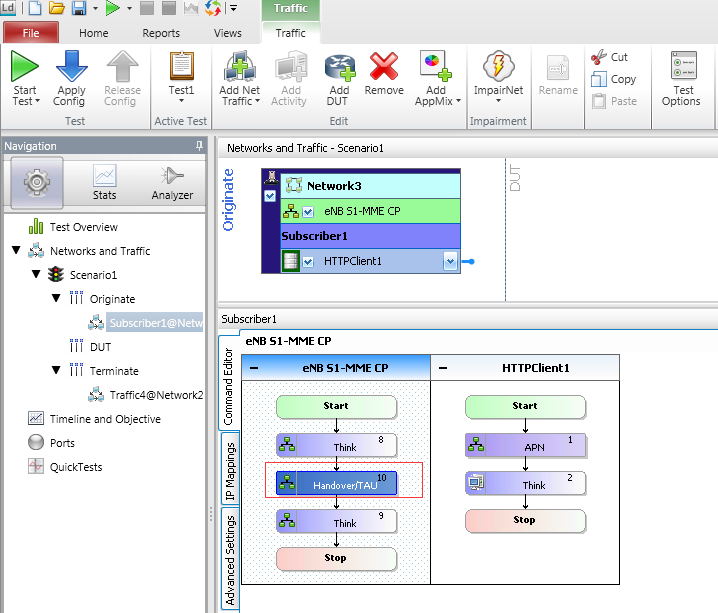 Ld
Traffic
File Home Reports Views Traffic
Start Test
Apply Config
Release Config
Test
Test1
Active Test
Add Net Traffic
Add Activity
Add DUT
Remove
Add AppMix
Edit
ImpairNet
Impairment
Rename
Cut
Copy
Paste
Test Options
Navigation
Stats
Analyzer
Test Overview
Networks and Traffic
Scenario1
Originate
Subscriber1@Netw
DUT
Terminate
Traffic4@Network2
Timeline and Objective
Ports
QuickTests
Networks and Traffic - Scenario1
Originate
Network3
eNB S1-MME CP
Subscriber1
HTTPClient1
DUT
Subscriber1
Command Editor
IP Mappings
Advanced Settings
eNB S1-MME CP
eNB S1-MME CP
Start
Think 8
Handover/TAU 10
Think 9
Stop
HTTPClient1
Start
APN 1
Think 2
Stop